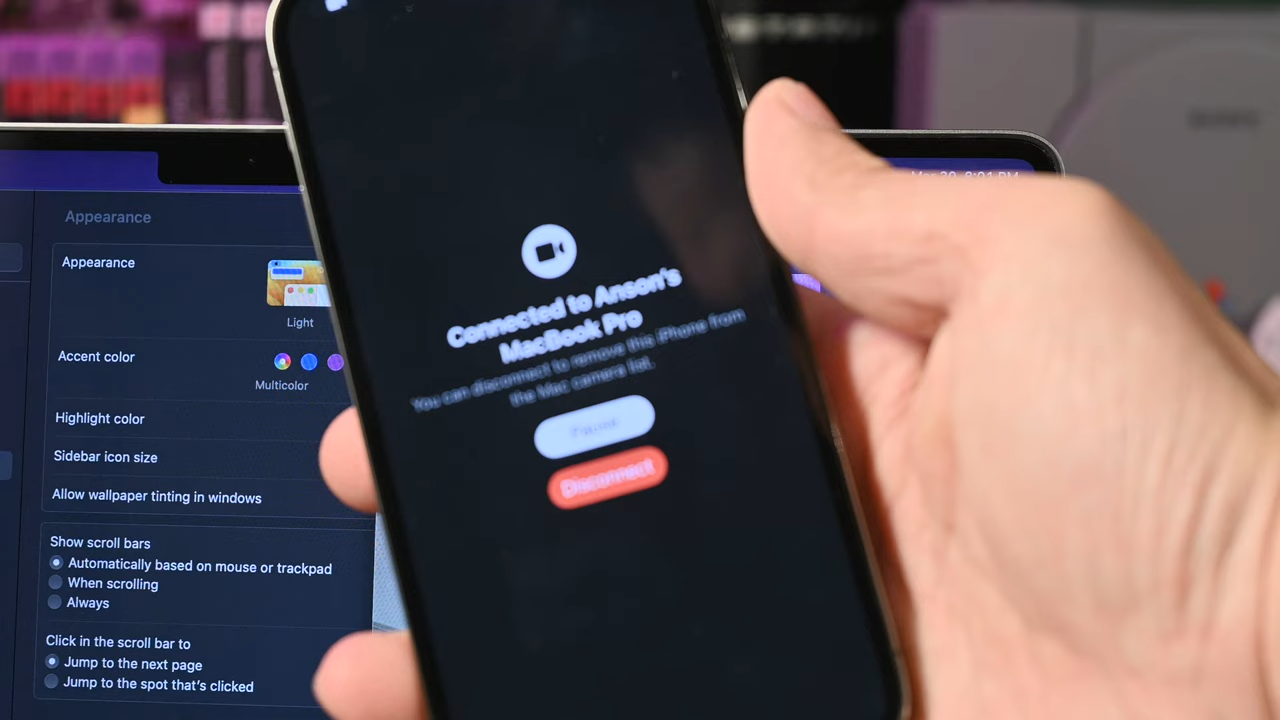 Appearance
Appearance
Light
Accent color
Multicolor
Highlight color
Sidebar icon size
Allow wallpaper tinting in windows
Show scroll bars
Automatically based on mouse or trackpad
When scrolling
Always
Click in the scroll bar to
Jump to the next page
Jump to the spot that's clicked
Connected to Anson's
MacBook Pro
You can disconnect to remove this iPhone from
the Mac camera list.
Pause
Disconnect